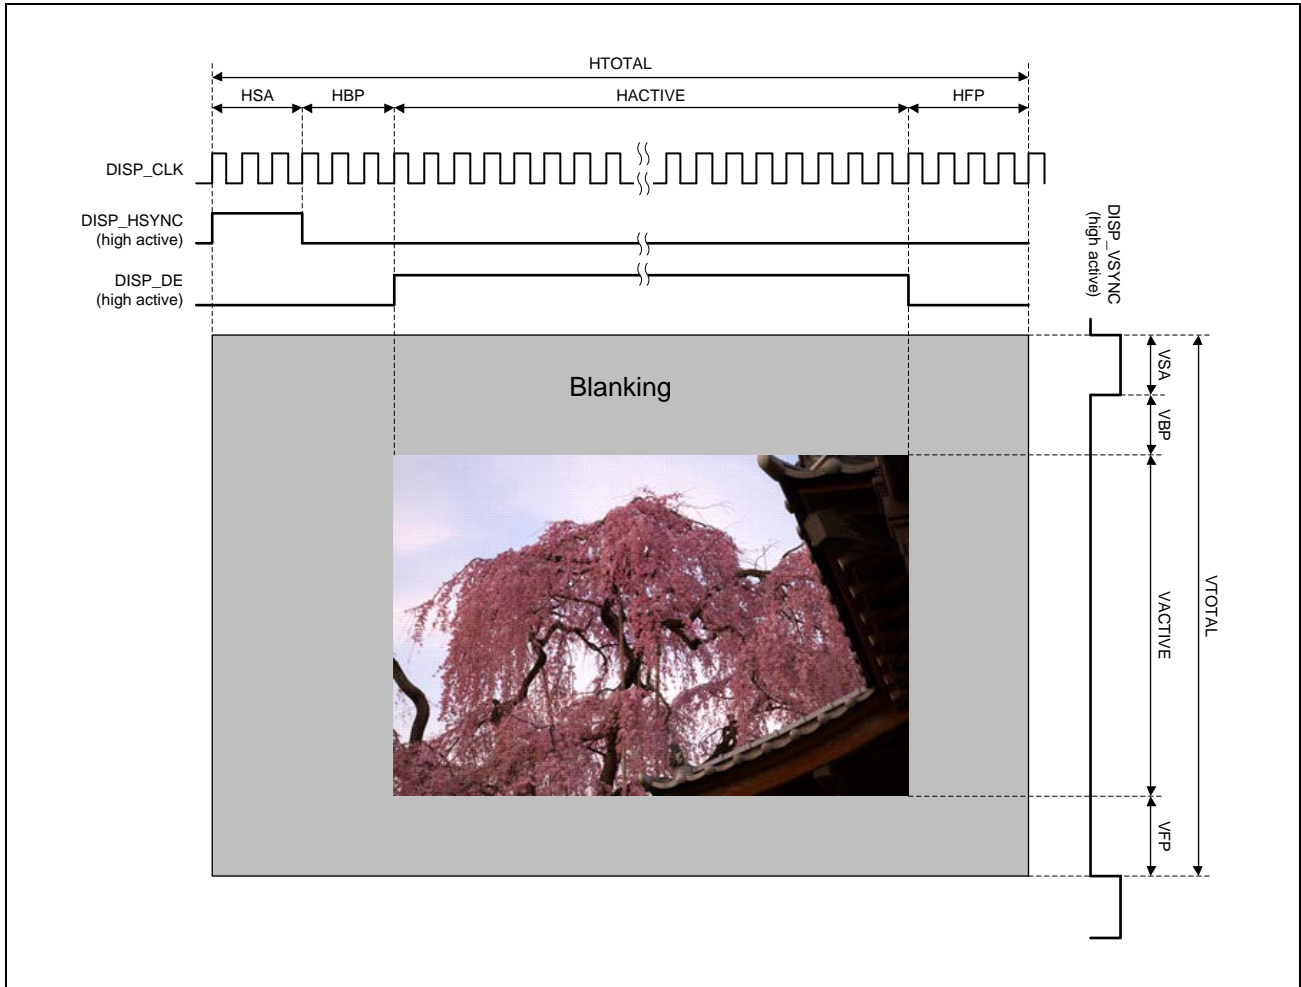 HTOTAL
HSA
HBP
HACTIVE
HFP
DISP_CLK
DISP_HSYNC
(high active)
DISP_DE
(high active)
DISP_VSYNC
(high active)
Blanking
VSA
VBP
VACTIVE
VTOTAL
VFP